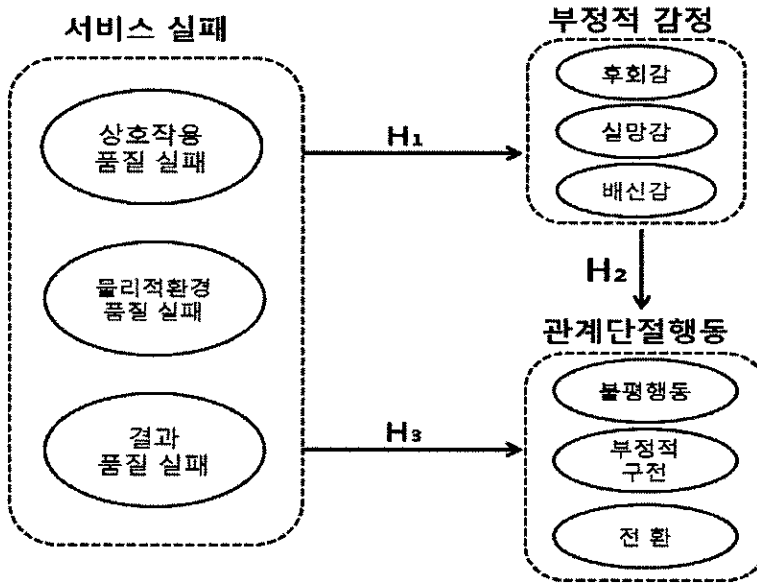 서비스 실패
상호작용
품질 실패
물리적환경
품질 실패
결과
품질 실패
H₁
H₃
부정적 감정
후회감
실망감
배신감
H₂
관계단절행동
불평행동
부정적
구전
전 환